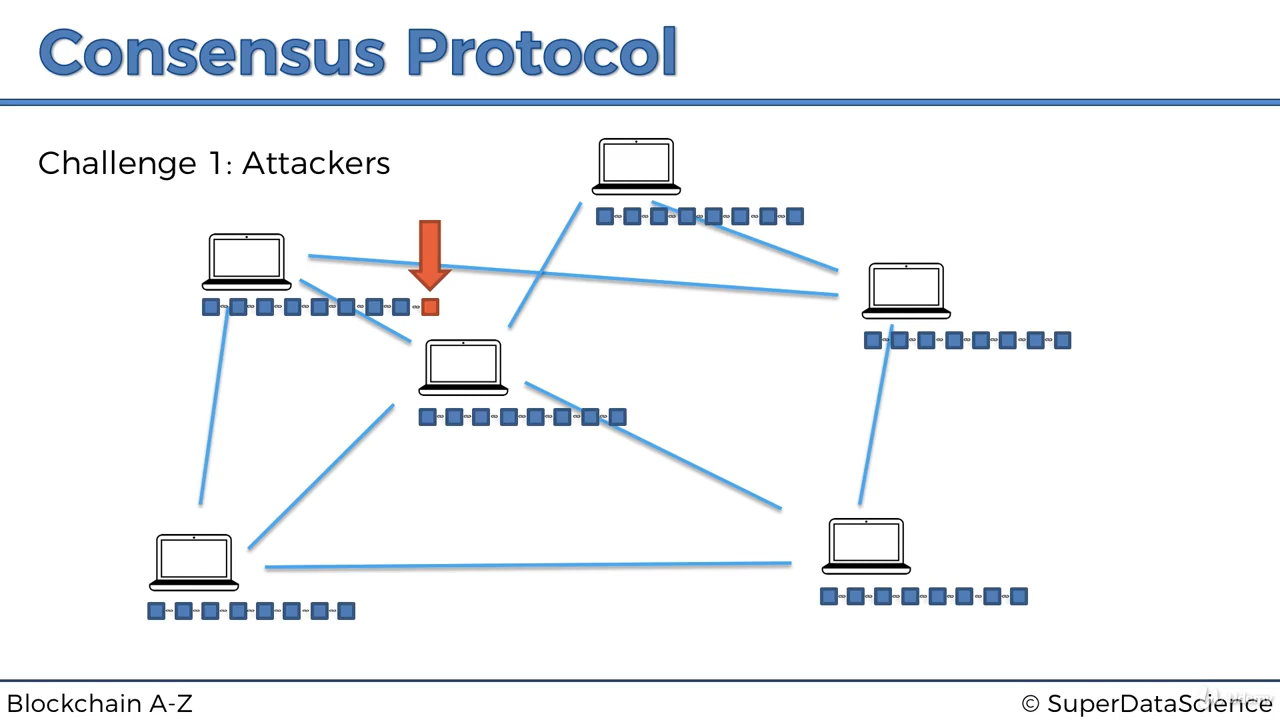 Consensus Protocol
Challenge 1: Attackers
Blockchain A-Z
© SuperDataScience